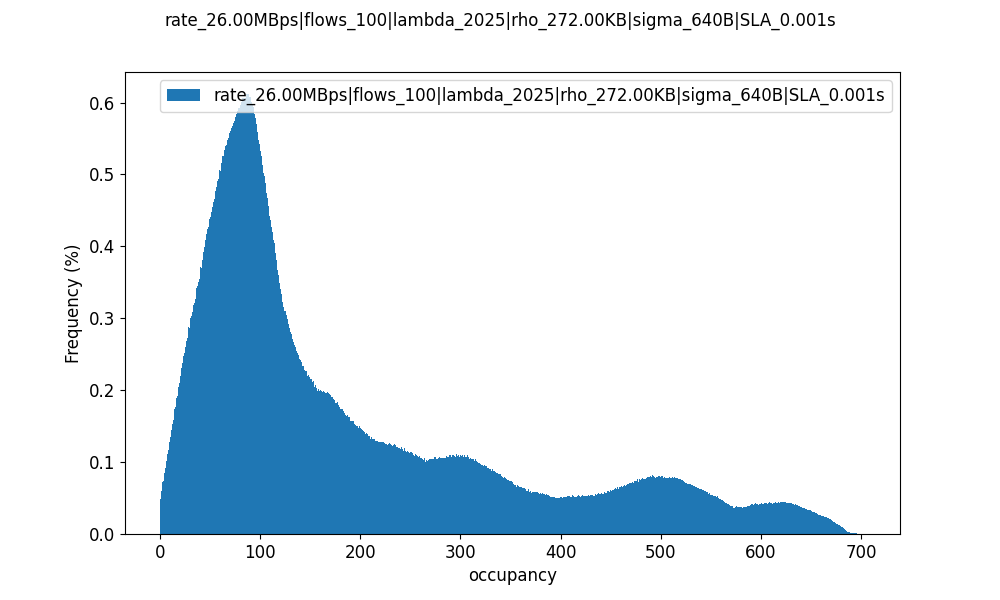 rate_26.00MBps|flows_100|lambda_2025|rho_272.00KB|sigma_640B|SLA_0.001s
rate_26.00MBps|flows_100|lambda_2025|rho_272.00KB|sigma_640B|SLA_0.001s
Frequency (%)
0.6
0.5
0.4
0.3
0.2
0.1
0.0
0 100 200 300 400 500 600 700
occupancy